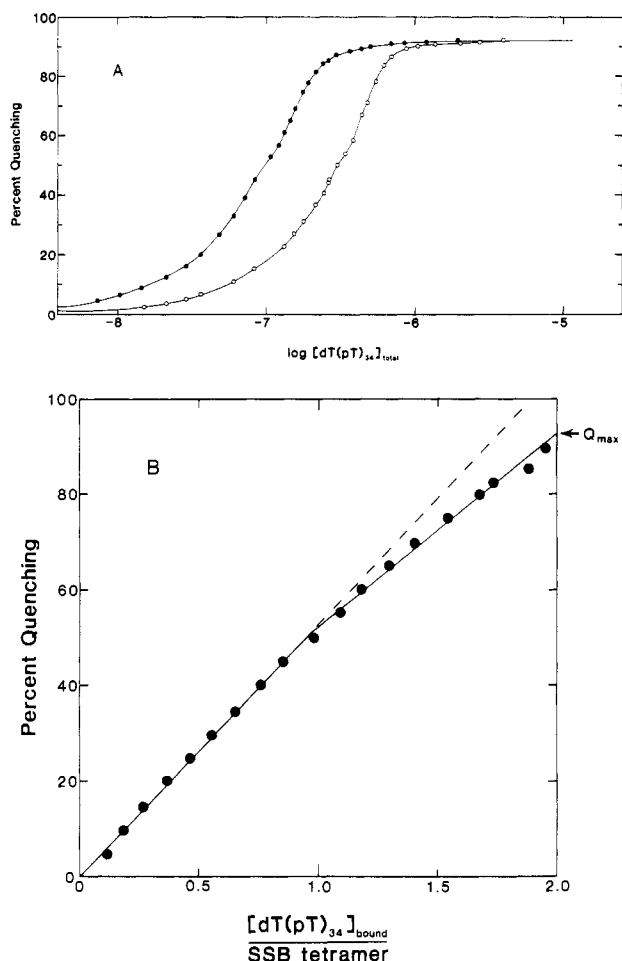 A
100
80
60
40
20
0
Percent Quenching
-8
-7
-6
-5
log [dT(pT)34]total
B
100
80
60
40
20
0
Percent Quenching
Qmax
0
0.5
1.0
1.5
2.0
[dT(pT)34]bound
SSB tetramer